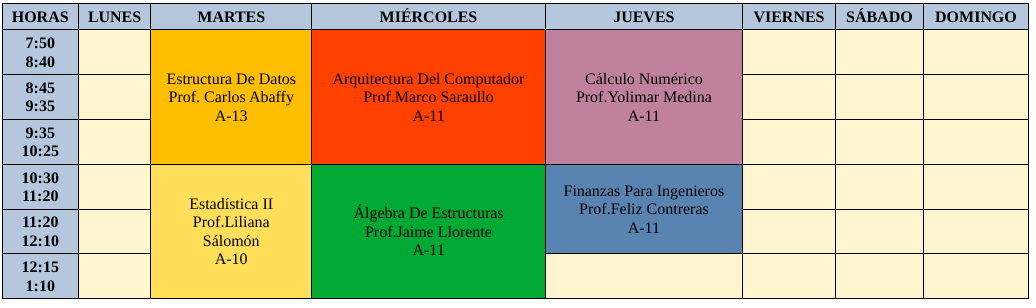 HORAS LUNES MARTES MIÉRCOLES JUEVES VIERNES SÁBADO DOMINGO
7:50
8:40
8:45
9:35
9:35
10:25
Estructura De Datos
Prof. Carlos Abaffy
A-13
Arquitectura Del Computador
Prof.Marco Saraullo
A-11
Cálculo Numérico
Prof.Yolimar Medina
A-11
10:30
11:20
11:20
12:10
12:15
1:10
Estadística II
Prof.Liliana
Sálomón
A-10
Álgebra De Estructuras
Prof.Jaime Llorente
A-11
Finanzas Para Ingenieros
Prof.Feliz Contreras
A-11